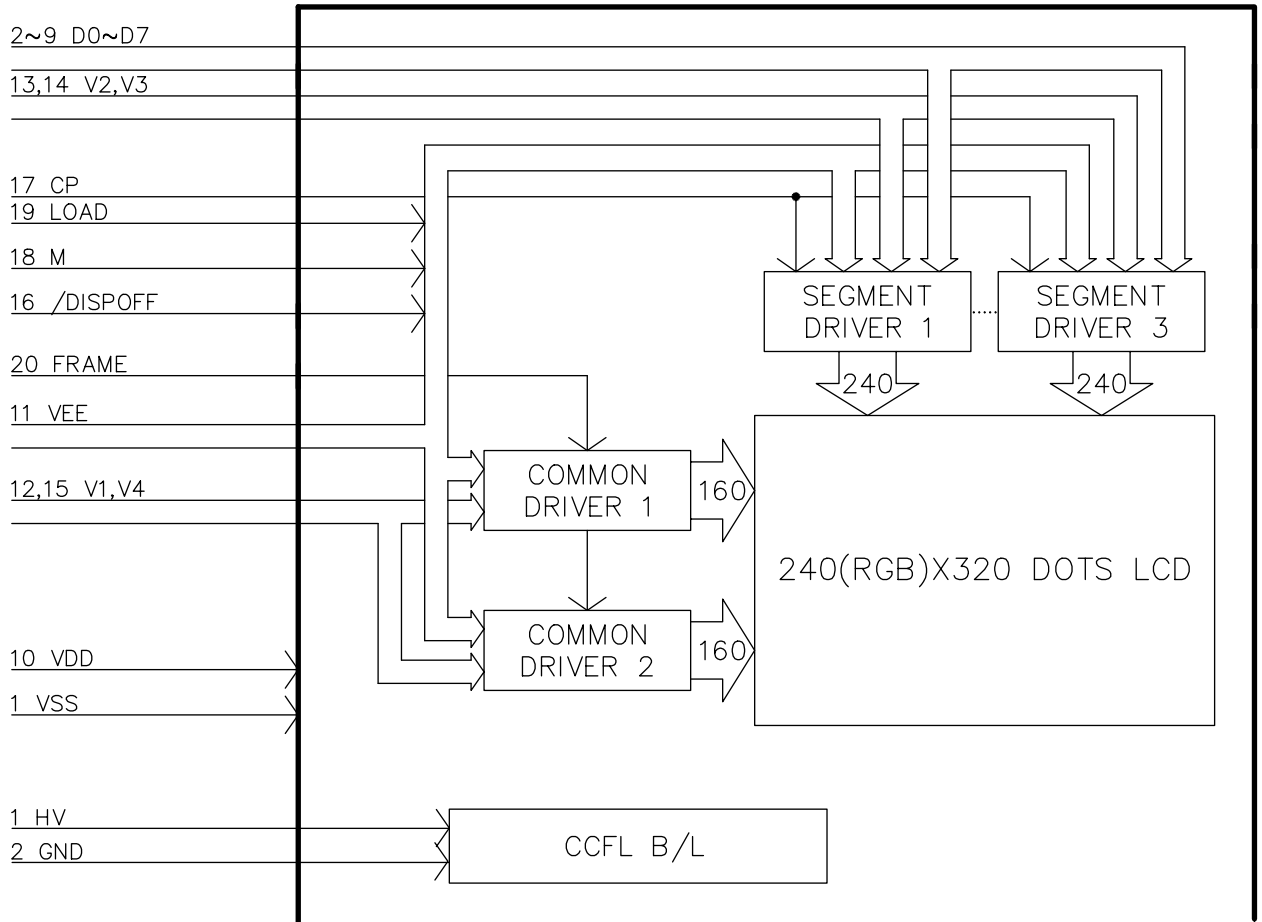 2~9 D0~D7
13,14 V2,V3
17 CP
19 LOAD
18 M
16 /DISPOFF
20 FRAME
11 VEE
12,15 V1,V4
10 VDD
1 VSS
1 HV
2 GND
SEGMENT
DRIVER 1
SEGMENT
DRIVER 3
240
240
COMMON
DRIVER 1
160
COMMON
DRIVER 2
160
240(RGB)X320 DOTS LCD
CCFL B/L